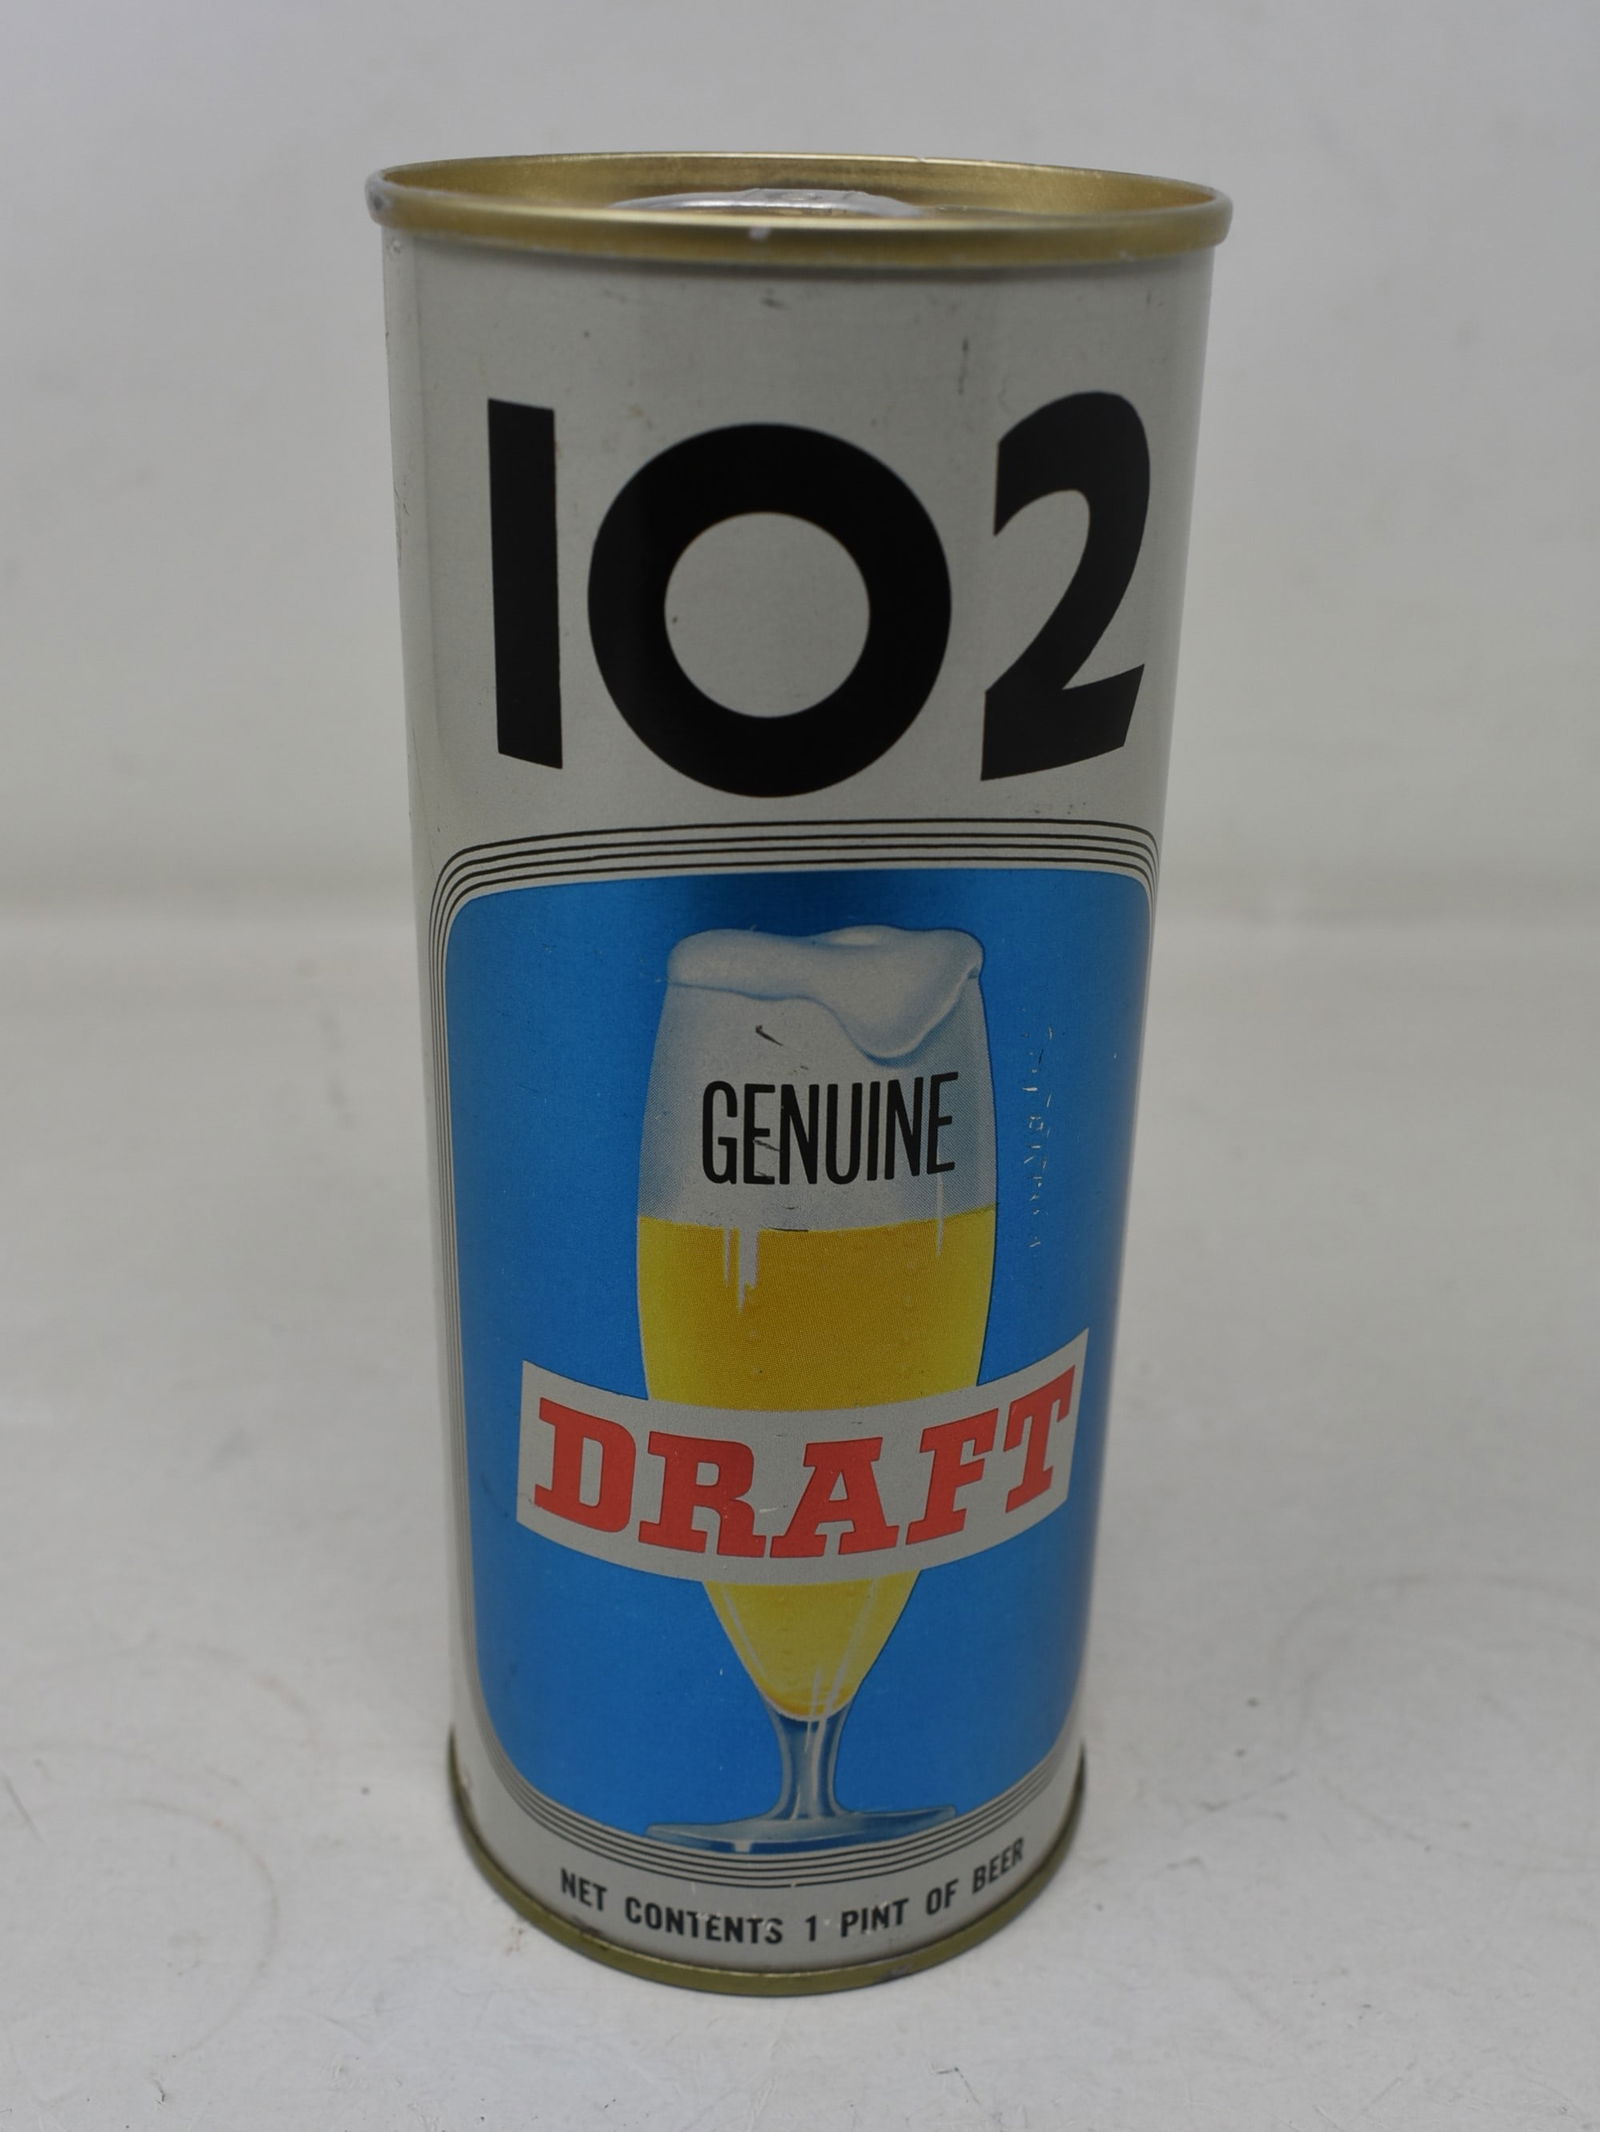 102
GENUINE
DRAFT
NET CONTENTS 1 PINT OF BEER